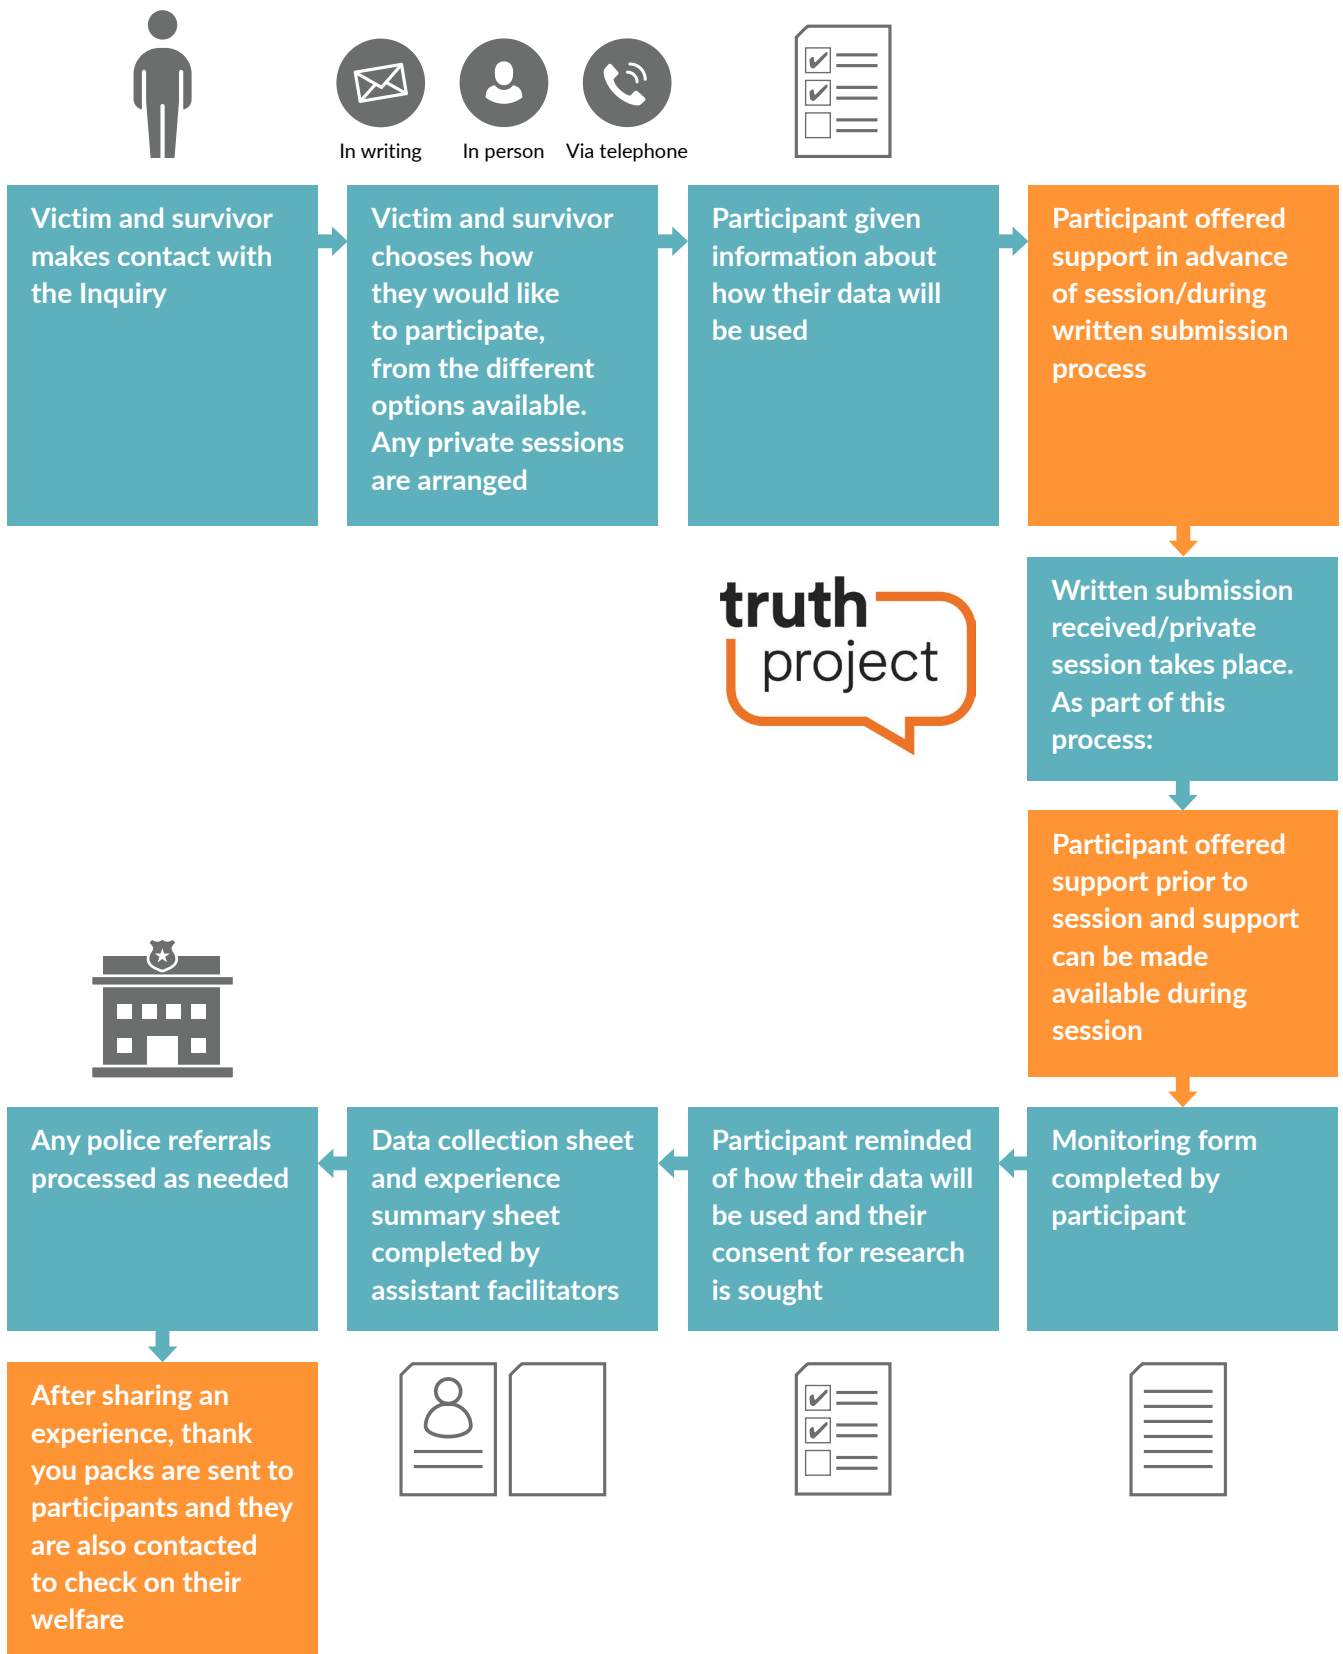 In writing
In person
Via telephone
Victim and survivor
makes contact with
the Inquiry
Victim and survivor
chooses how
they would like
to participate,
from the different
options available.
Any private sessions
are arranged
Participant given
information about
how their data will
be used
Participant offered
support in advance
of session/during
written submission
process
truth
project
Written submission
received/private
session takes place.
As part of this
process:
Participant offered
support prior to
session and support
can be made
available during
session
Monitoring form
completed by
participant
Participant reminded
of how their data will
be used and their
consent for research
is sought
Data collection sheet
and experience
summary sheet
completed by
assistant facilitators
Any police referrals
processed as needed
After sharing an
experience, thank
you packs are sent to
participants and they
are also contacted
to check on their
welfare